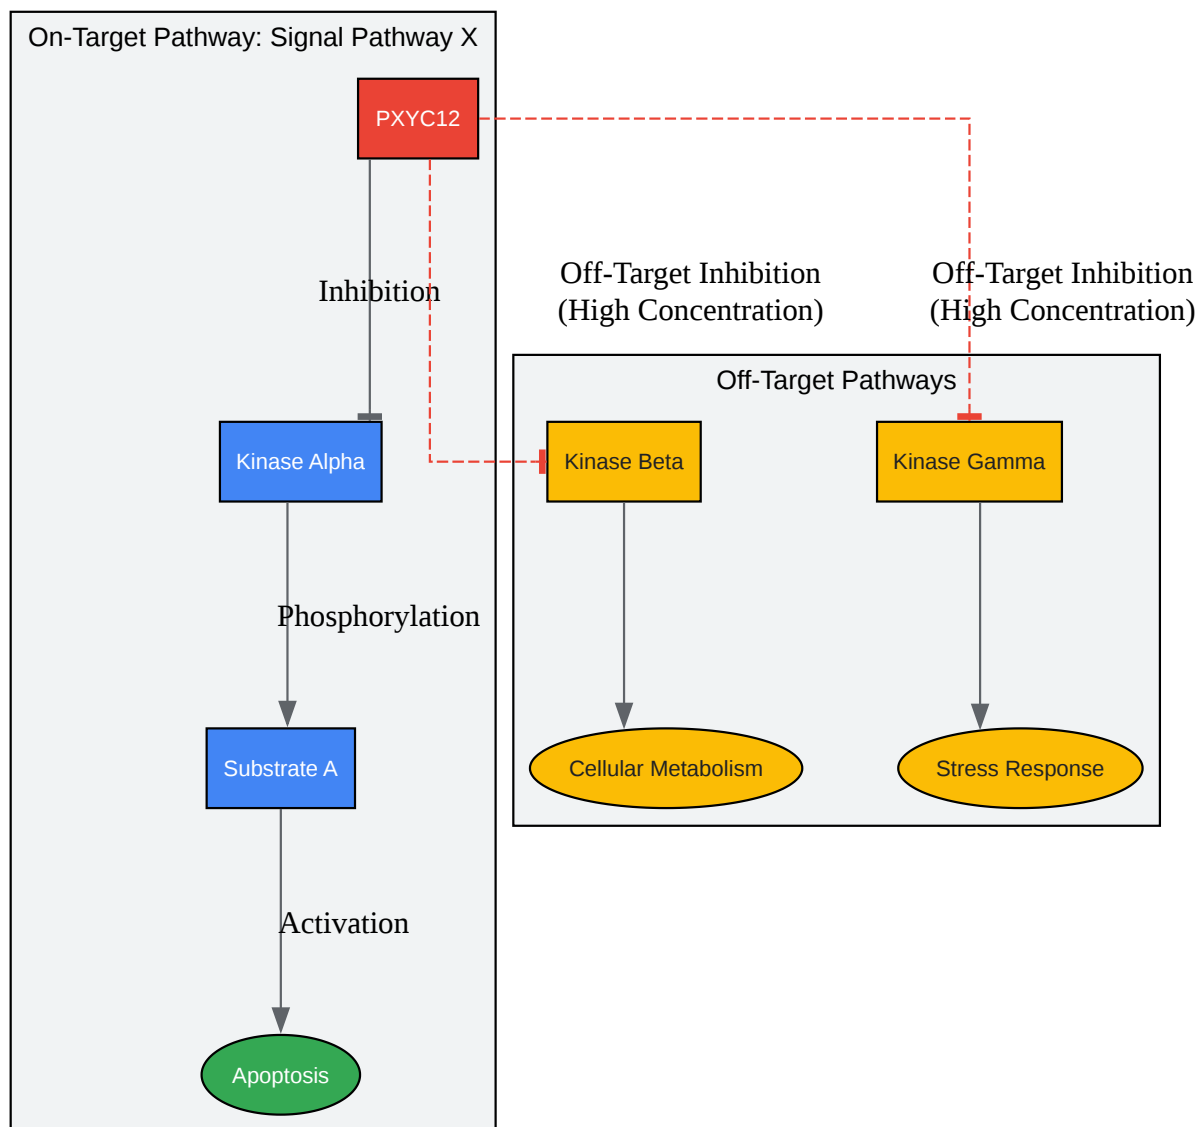 On-Target Pathway: Signal Pathway X
PXYC12
Inhibition
Off-Target Inhibition
(High Concentration)
Off-Target Inhibition
(High Concentration)
Off-Target Pathways
Kinase Alpha
Kinase Beta
Kinase Gamma
Phosphorylation
Substrate A
Cellular Metabolism
Stress Response
Activation
Apoptosis